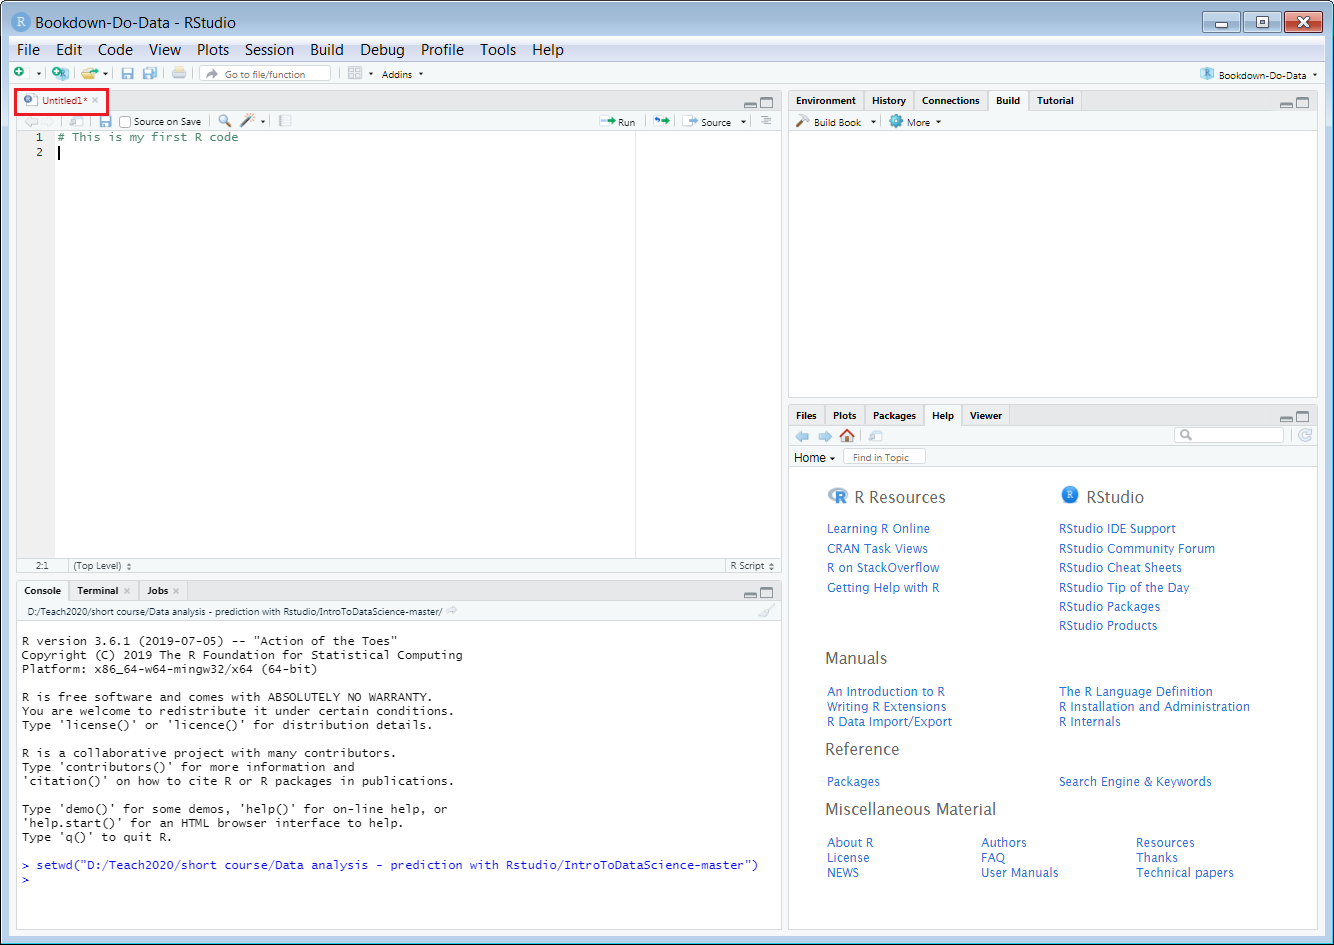 Bookdown-Do-Data - RStudio
File Edit Code View Plots Session Build Debug Profile Tools Help
Go to file/function Addins Bookdown-Do-Data
Untitled1*
Source on Save Run Source
1 # This is my first R code
2
2:1 (Top Level) R Script
Console Terminal Jobs
D:/Teach2020/short course/Data analysis - prediction with Rstudio/IntroToDataScience-master/
R version 3.6.1 (2019-07-05) -- "Action of the Toes"
Copyright (C) 2019 The R Foundation for Statistical Computing
Platform: x86_64-w64-mingw32/x64 (64-bit)
R is free software and comes with ABSOLUTELY NO WARRANTY.
You are welcome to redistribute it under certain conditions.
Type 'license()' or 'licence()' for distribution details.
R is a collaborative project with many contributors.
Type 'contributors()' for more information and
'citation()' on how to cite R or R packages in publications.
Type 'demo()' for some demos, 'help()' for on-line help, or
'help.start()' for an HTML browser interface to help.
Type 'q()' to quit R.
> setwd("D:/Teach2020/short course/Data analysis - prediction with Rstudio/IntroToDataScience-master")
>
Environment History Connections Build Tutorial
Build Book More
Files Plots Packages Help Viewer
Home Find in Topic
R Resources
Learning R Online
CRAN Task Views
R on StackOverflow
Getting Help with R
RStudio
RStudio IDE Support
RStudio Community Forum
RStudio Cheat Sheets
RStudio Tip of the Day
RStudio Packages
RStudio Products
Manuals
An Introduction to R The R Language Definition
Writing R Extensions R Installation and Administration
R Data Import/Export R Internals
Reference
Packages Search Engine & Keywords
Miscellaneous Material
About R Authors Resources
License FAQ Thanks
NEWS User Manuals Technical papers